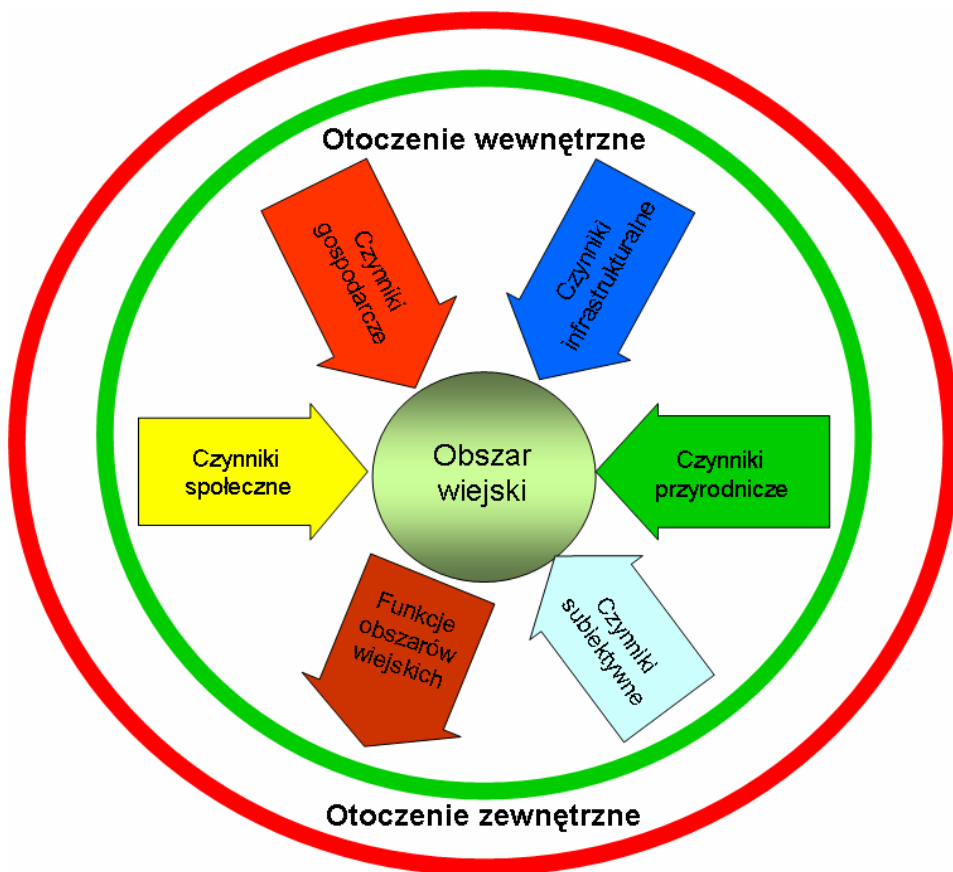 Otoczenie wewnętrzne
Czynniki
gospodarcze
Czynniki
infrastrukturalne
Czynniki
społeczne
Obszar
wiejski
Czynniki
przyrodnicze
Funkcje
obszarów
wiejskich
Czynniki
subiektywne
Otoczenie zewnętrzne